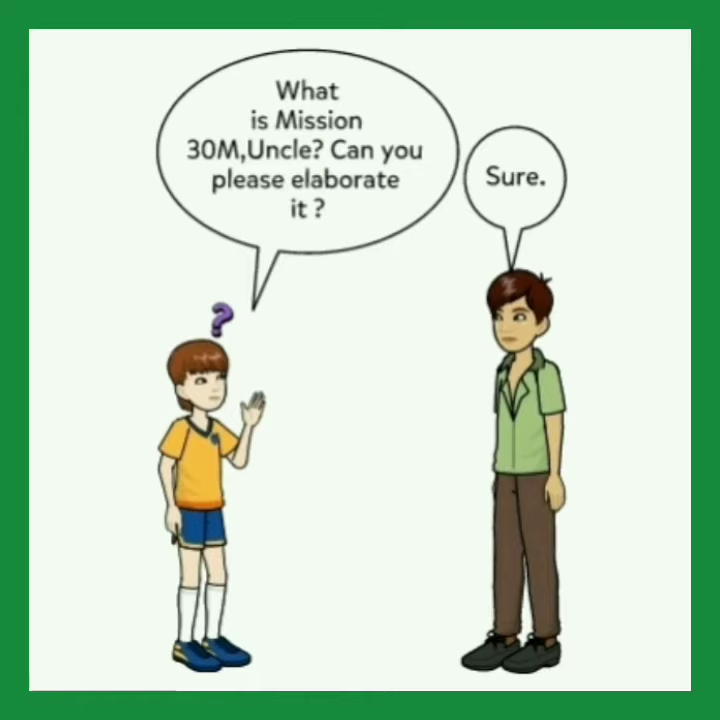 What
is Mission
30M,Uncle? Can you
please elaborate
it ?
Sure.